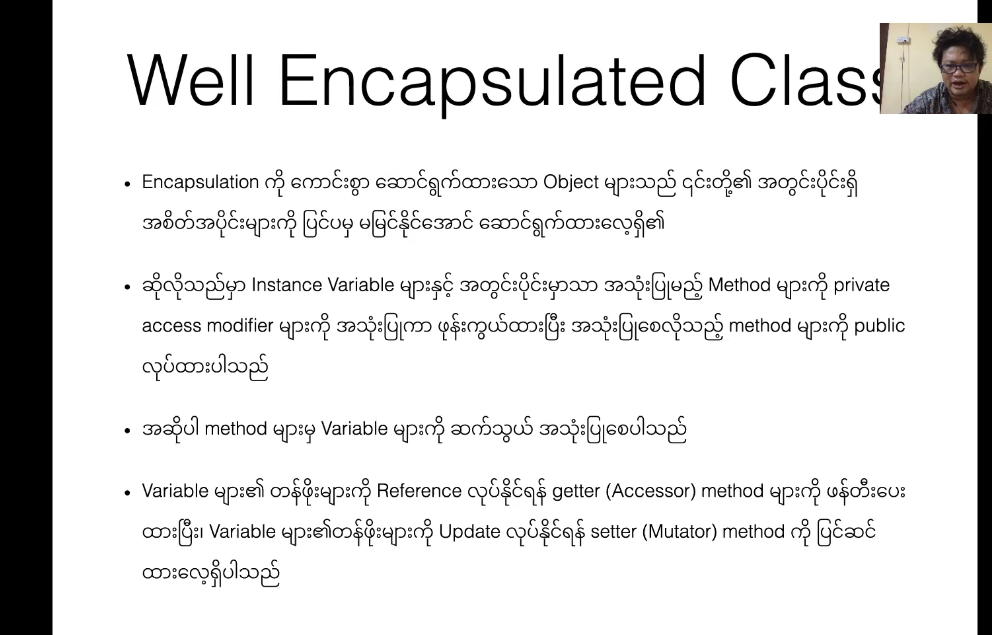 Well Encapsulated Class
• Encapsulation ကို ကောင်းစွာ ဆောင်ရွက်ထားသော Object များသည် ၎င်းတို့၏ အတွင်းပိုင်းရှိ
အစိတ်အပိုင်းများကို ပြင်ပမှ မမြင်နိုင်အောင် ဆောင်ရွက်ထားလေ့ရှိ၏
• ဆိုလိုသည်မှာ Instance Variable များနှင့် အတွင်းပိုင်းမှာသာ အသုံးပြုမည့် Method များကို private
access modifier များကို အသုံးပြုကာ ဖုန်းကွယ်ထားပြီး အသုံးပြုစေလိုသည့် method များကို public
လုပ်ထားပါသည်
• အဆိုပါ method များမှ Variable များကို ဆက်သွယ် အသုံးပြုစေပါသည်
• Variable များ၏ တန်ဖိုးများကို Reference လုပ်နိုင်ရန် getter (Accessor) method များကို ဖန်တီးပေး
ထားပြီး၊ Variable များ၏တန်ဖိုးများကို Update လုပ်နိုင်ရန် setter (Mutator) method ကို ပြင်ဆင်
ထားလေ့ရှိပါသည်